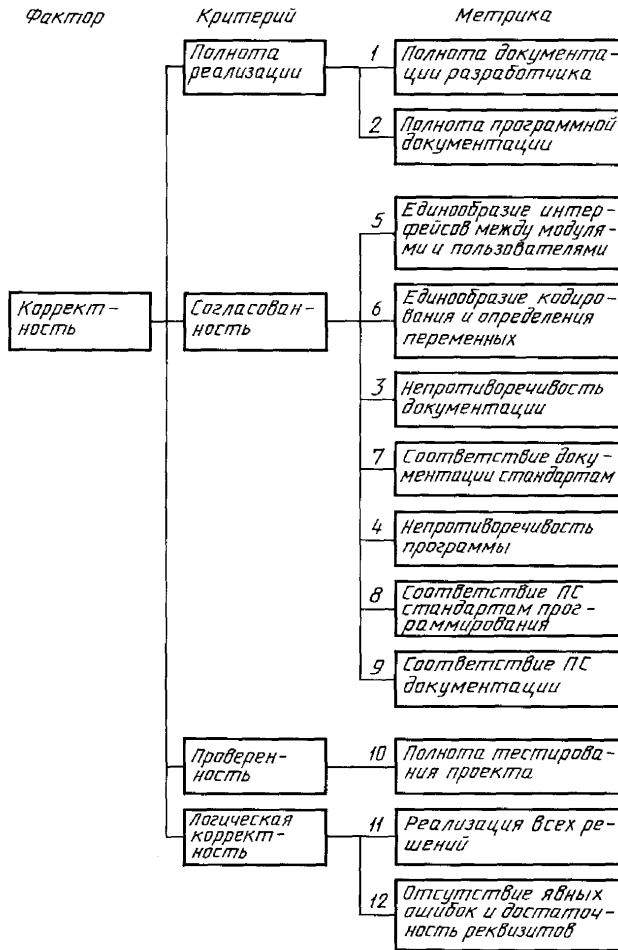 Фактор Критерий Метрика
Полнота
реализации
1 Полнота документа-
ции разработчика
2 Полнота программной
документации
5 Единообразие интер-
фейсов между модуля-
ми и пользователями
Коррект-
ность
Согласован-
ность
6 Единообразие кодиро-
вания и определения
переменных
3 Непротиворечивость
документации
7 Соответствие доку-
ментации стандартам
4 Непротиворечивость
программы
8 Соответствие ПС
стандартам прог-
раммирования
9 Соответствие ПС
документации
Проверен-
ность
10 Полнота тестирова-
ния проекта
Логическая
коррект-
ность
11 Реализация всех ре-
шений
12 Отсутствие явных
ошибок и достаточ-
ность реквизитов